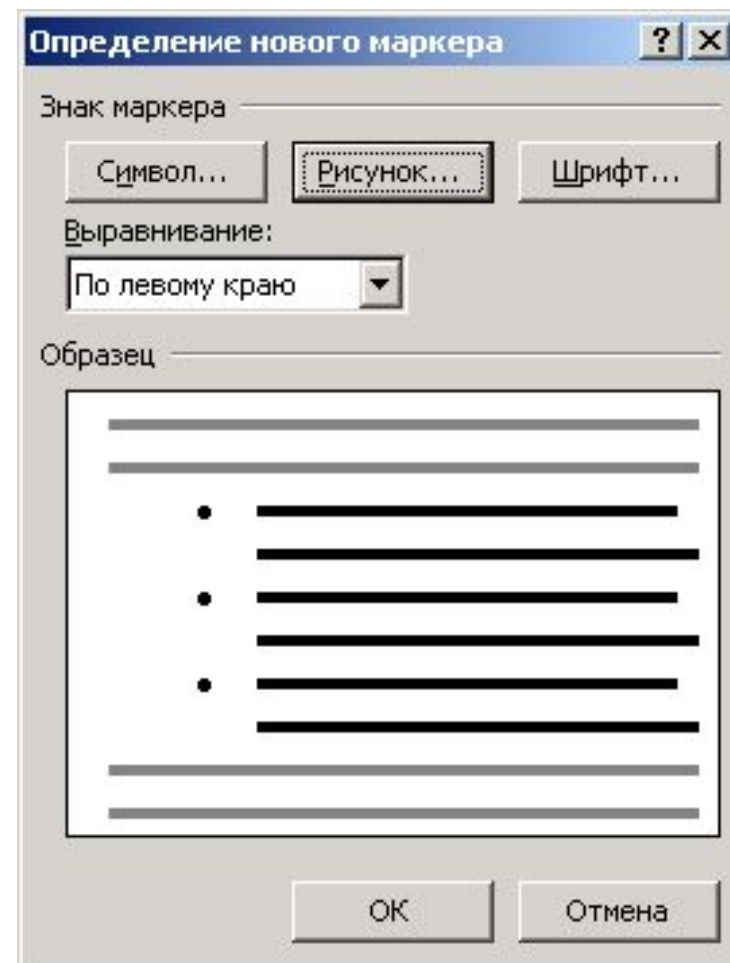 Определение нового маркера
Знак маркера
Символ... Рисунок... Шрифт...
Выравнивание:
По левому краю
Образец
ОК Отмена